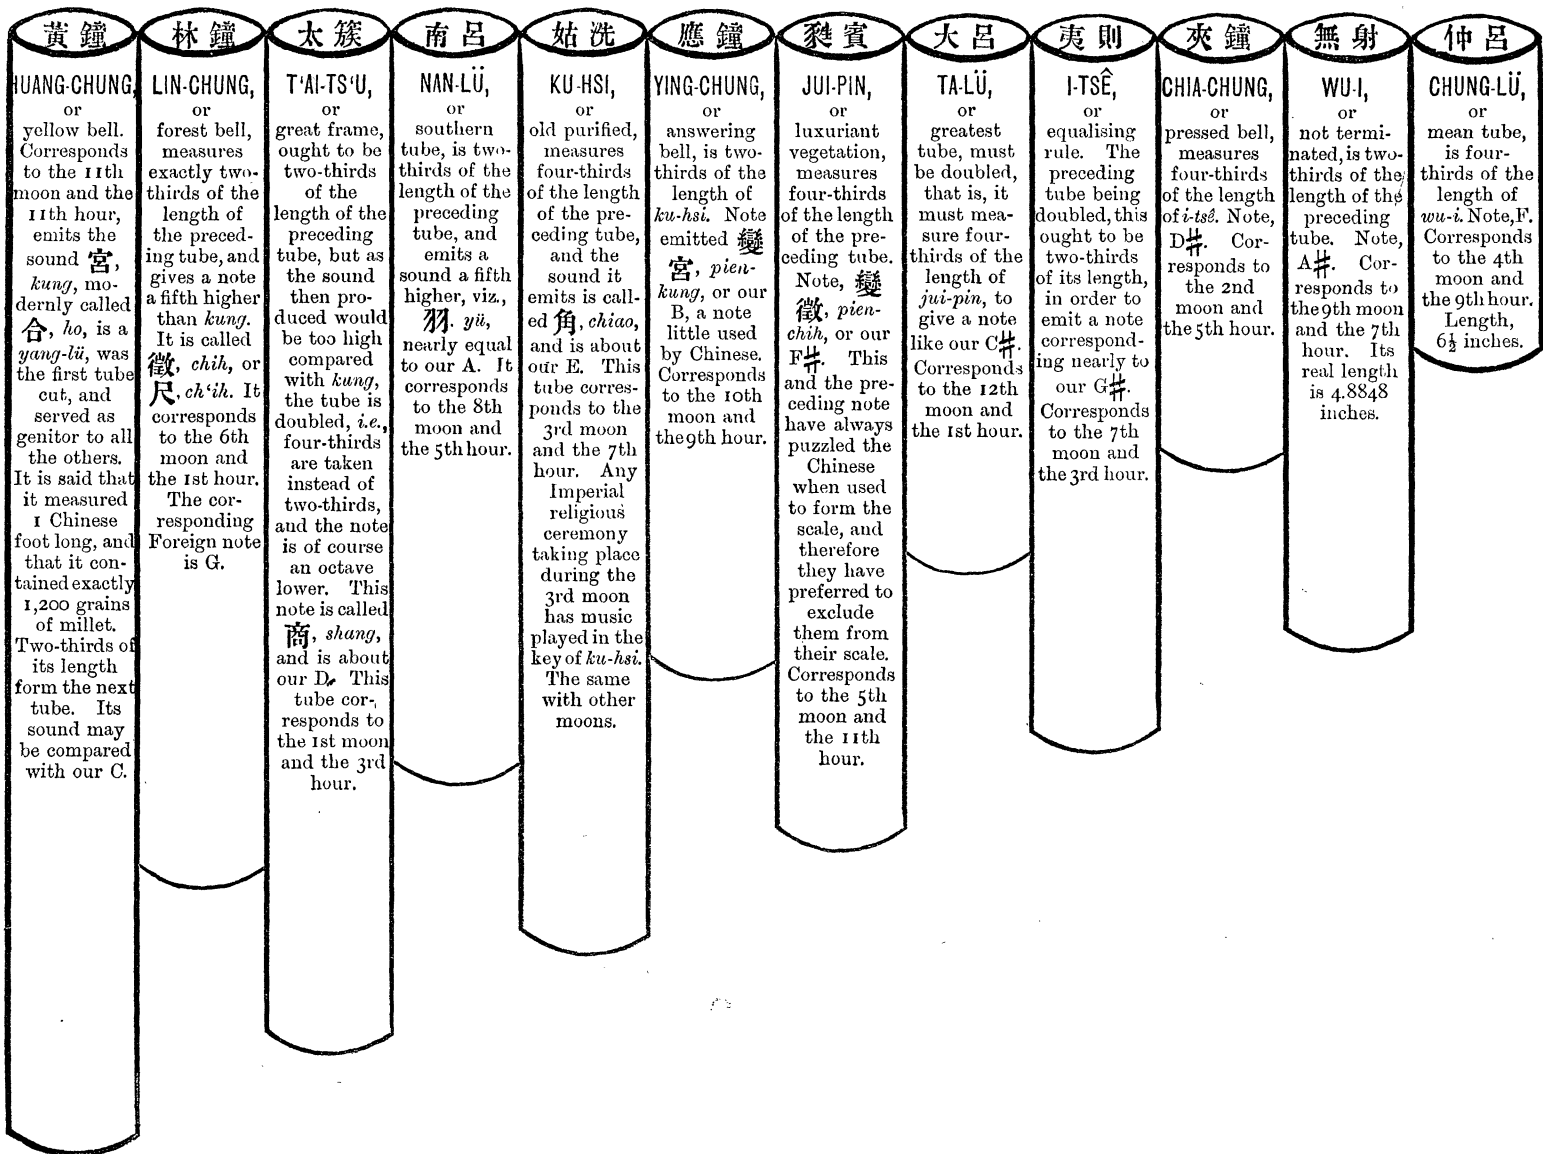 黃鐘
HUANG-CHUNG,
or
yellow bell.
Corresponds
to the 11th
moon and the
11th hour,
emits the
sound 宮,
kung, mo-
dernly called
合, ho, is a
yang-lü, was
the first tube
cut, and
served as
genitor to all
the others.
It is said that
it measured
1 Chinese
foot long, and
that it con-
tained exactly
1,200 grains
of millet.
Two-thirds of
its length
form the next
tube. Its
sound may
be compared
with our C.
林鐘
LIN-CHUNG,
or
forest bell,
measures
exactly two-
thirds of the
length of
the preced-
ing tube, and
gives a note
a fifth higher
than kung.
It is called
徵, chih, or
尺, ch‘ih. It
corresponds
to the 6th
moon and
the 1st hour.
The cor-
responding
Foreign note
is G.
太簇
T‘AI-TS‘U,
or
great frame,
ought to be
two-thirds
of the
length of the
preceding
tube, but as
the sound
then pro-
duced would
be too high
compared
with kung,
the tube is
doubled, i.e.,
four-thirds
are taken
instead of
two-thirds,
and the note
is of course
an octave
lower. This
note is called
商, shang,
and is about
our D. This
tube cor-
responds to
the 1st moon
and the 3rd
hour.
南呂
NAN-LÜ,
or
southern
tube, is two-
thirds of the
length of the
preceding
tube, and
emits a
sound a fifth
higher, viz.,
羽. yü,
nearly equal
to our A. It
corresponds
to the 8th
moon and
the 5th hour.
姑洗
KU-HSI,
or
old purified,
measures
four-thirds
of the length
of the pre-
ceding tube,
and the
sound it
emits is call-
ed 角, chiao,
and is about
our E. This
tube corres-
ponds to the
3rd moon
and the 7th
hour. Any
Imperial
religious
ceremony
taking place
during the
3rd moon
has music
played in the
key of ku-hsi.
The same
with other
moons.
應鐘
YING-CHUNG,
or
answering
bell, is two-
thirds of the
length of
ku-hsi. Note
emitted 變
宮, pien-
kung, or our
B, a note
little used
by Chinese.
Corresponds
to the 10th
moon and
the 9th hour.
蕤賓
JUI-PIN,
or
luxuriant
vegetation,
measures
four-thirds
of the length
of the pre-
ceding tube.
Note, 變
徵, pien-
chih, or our
F♯. This
and the pre-
ceding note
have always
puzzled the
Chinese
when used
to form the
scale, and
therefore
they have
preferred to
exclude
them from
their scale.
Corresponds
to the 5th
moon and
the 11th
hour.
大呂
TA-LÜ,
or
greatest
tube, must
be doubled,
that is, it
must mea-
sure four-
thirds of the
length of
jui-pin, to
give a note
like our C♯.
Corresponds
to the 12th
moon and
the 1st hour.
夷則
I-TSÊ,
or
equalising
rule. The
preceding
tube being
doubled, this
ought to be
two-thirds
of its length,
in order to
emit a note
correspond-
ing nearly to
our G♯.
Corresponds
to the 7th
moon and
the 3rd hour.
夾鐘
CHIA-CHUNG,
or
pressed bell,
measures
four-thirds
of the length
of i-tsê. Note,
D♯. Cor-
responds to
the 2nd
moon and
the 5th hour.
無射
WU-I,
or
not termi-
nated, is two-
thirds of the
length of the
preceding
tube. Note,
A♯. Cor-
responds to
the 9th moon
and the 7th
hour. Its
real length
is 4.8848
inches.
仲呂
CHUNG-LÜ,
or
mean tube,
is four-
thirds of the
length of
wu-i. Note, F.
Corresponds
to the 4th
moon and
the 9th hour.
Length,
6½ inches.